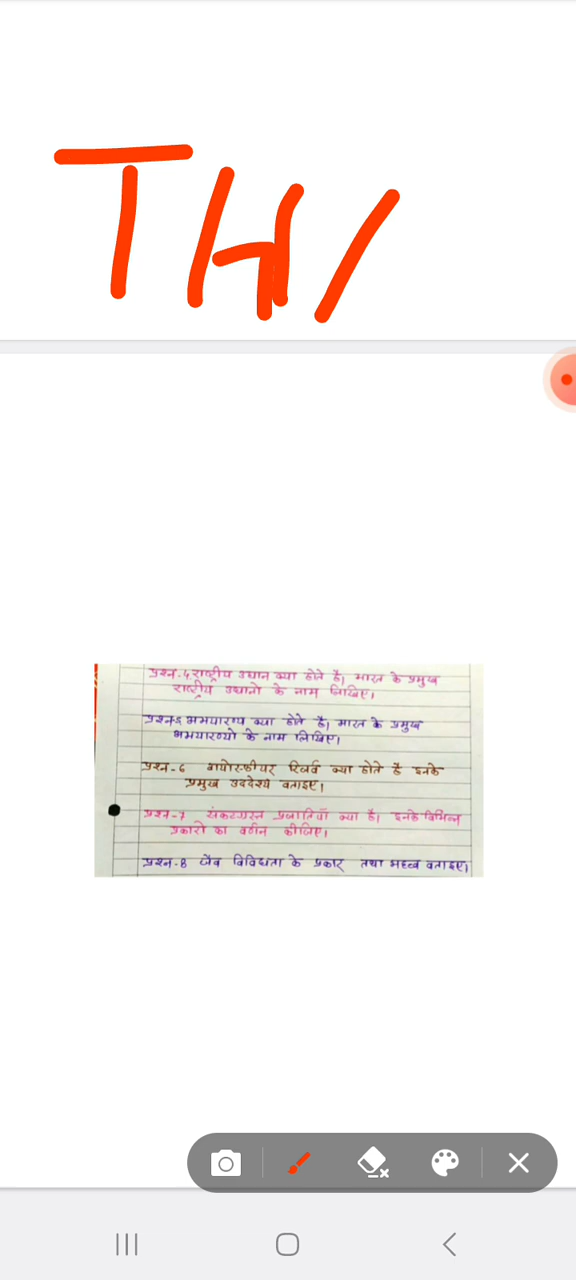 TH/
प्रश्न-4 राष्ट्रीय उद्यान क्या होते है। भारत के प्रमुख
राष्ट्रीय उद्यानो के नाम लिखिए।
प्रश्न-5 अभयारण्य क्या होते है। भारत के प्रमुख
अभयारण्यो के नाम लिखिए।
प्रश्न-6 बायोस्फीयर रिजर्व क्या होते है इनके
प्रमुख उददेश्ये बताइए।
प्रश्न-7 संकटग्रस्त प्रजातियाँ क्या है। इनके विभिन्न
प्रकारो का वर्णन कीजिए।
प्रश्न-8 जैव विविधता के प्रकार तथा महत्व बताइए।